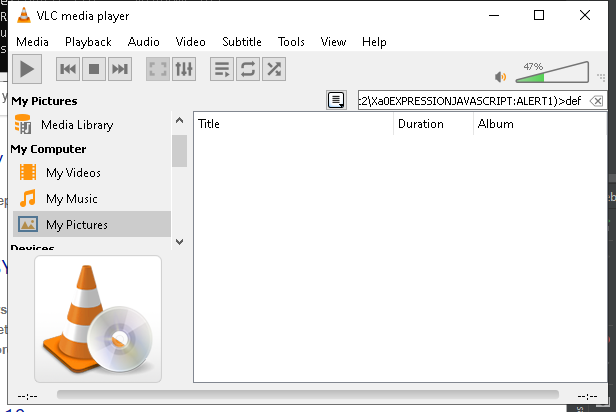 VLC media player
Media Playback Audio Video Subtitle Tools View Help
47%
My Pictures
:2\Xa0EXPRESSIONJAVASCRIPT:ALERT1)>def
Media Library
Title Duration Album
My Computer
My Videos
My Music
My Pictures
Devices
--:-- --:--